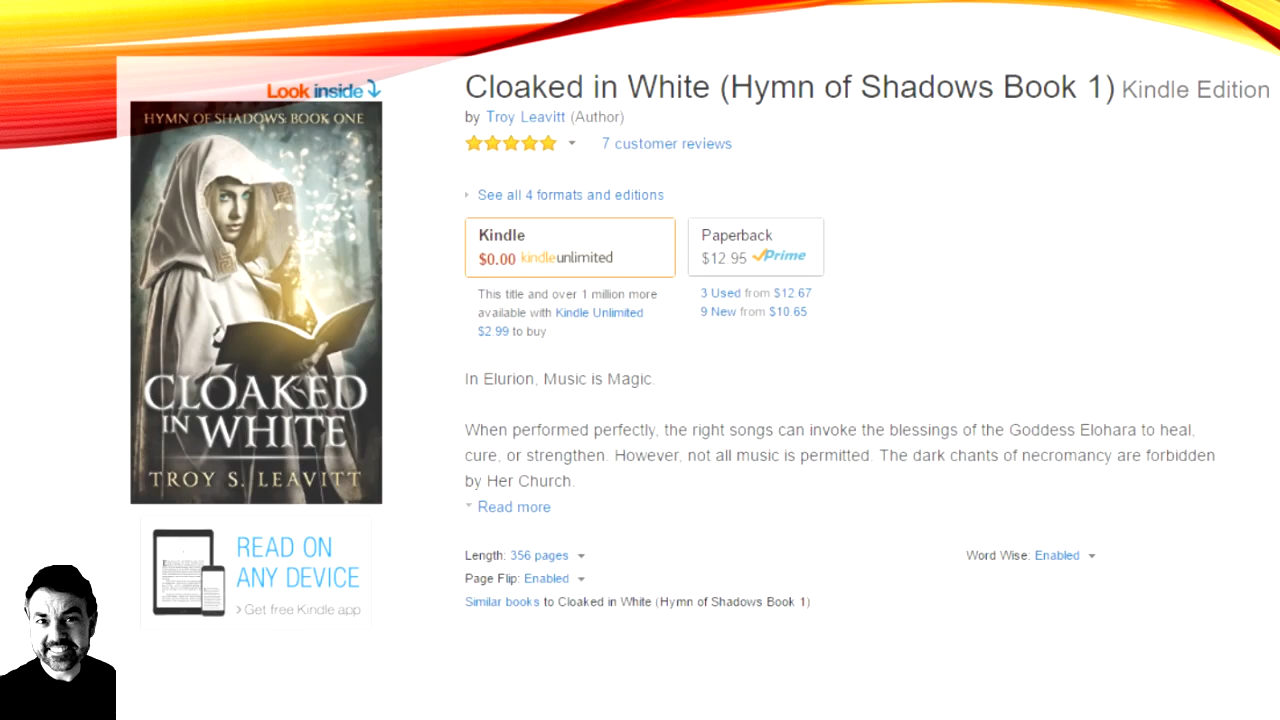 Look inside
HYMN OF SHADOWS: BOOK ONE
CLOAKED
IN WHITE
TROY S. LEAVITT
READ ON
ANY DEVICE
› Get free Kindle app
Cloaked in White (Hymn of Shadows Book 1) Kindle Edition
by Troy Leavitt (Author)
7 customer reviews
See all 4 formats and editions
Kindle
$0.00 kindleunlimited
This title and over 1 million more
available with Kindle Unlimited
$2.99 to buy
Paperback
$12.95 Prime
3 Used from $12.67
9 New from $10.65
In Elurion, Music is Magic.
When performed perfectly, the right songs can invoke the blessings of the Goddess Elohara to heal,
cure, or strengthen. However, not all music is permitted. The dark chants of necromancy are forbidden
by Her Church.
Read more
Length: 356 pages
Word Wise: Enabled
Page Flip: Enabled
Similar books to Cloaked in White (Hymn of Shadows Book 1)